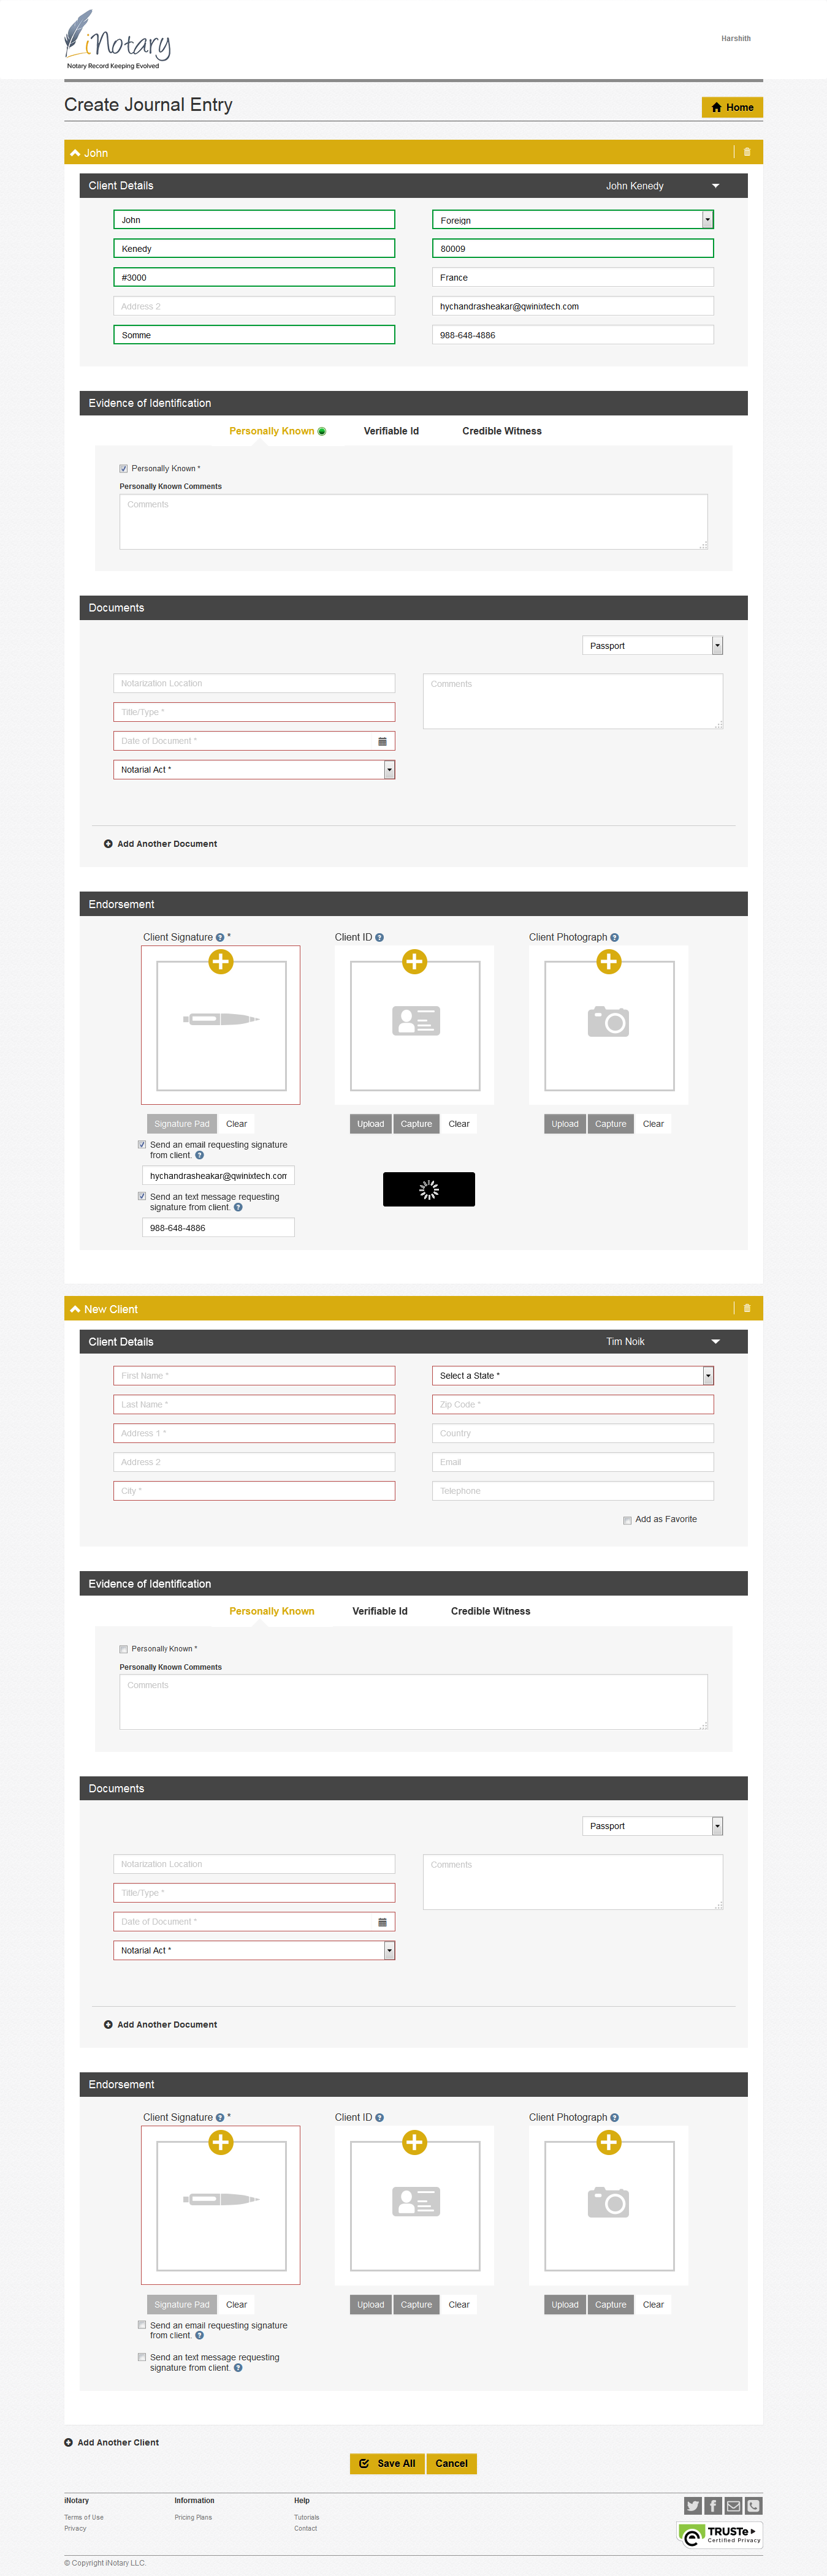 iNotary
Notary Record Keeping Evolved
Harshith
Create Journal Entry
Home
John
Client Details
John Kenedy
John
Foreign
Kenedy
80009
#3000
France
Address 2
hychandrasheakar@qwinixtech.com
Somme
988-648-4886
Evidence of Identification
Personally Known
Verifiable Id
Credible Witness
Personally Known *
Personally Known Comments
Comments
Documents
Passport
Notarization Location
Comments
Title/Type *
Date of Document *
Notarial Act *
Add Another Document
Endorsement
Client Signature ? *
Client ID ?
Client Photograph ?
Signature Pad
Clear
Upload
Capture
Clear
Upload
Capture
Clear
Send an email requesting signature
from client. ?
hychandrasheakar@qwinixtech.com
Send an text message requesting
signature from client. ?
988-648-4886
New Client
Client Details
Tim Noik
First Name *
Select a State *
Last Name *
Zip Code *
Address 1 *
Country
Address 2
Email
City *
Telephone
Add as Favorite
Evidence of Identification
Personally Known
Verifiable Id
Credible Witness
Personally Known *
Personally Known Comments
Comments
Documents
Passport
Notarization Location
Comments
Title/Type *
Date of Document *
Notarial Act *
Add Another Document
Endorsement
Client Signature ? *
Client ID ?
Client Photograph ?
Signature Pad
Clear
Upload
Capture
Clear
Upload
Capture
Clear
Send an email requesting signature
from client. ?
Send an text message requesting
signature from client. ?
Add Another Client
Save All
Cancel
iNotary
Information
Help
Terms of Use
Pricing Plans
Tutorials
Privacy
Contact
TRUSTe
Certified Privacy
© Copyright iNotary LLC.